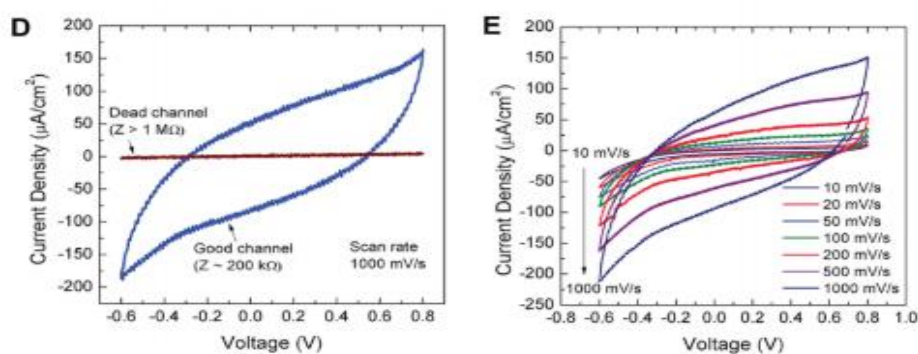 D
Current Density (μA/cm²)
200
150
100
50
0
-50
-100
-150
-200
Dead channel
(Z > 1 MΩ)
Good channel
(Z ~ 200 kΩ)
Scan rate
1000 mV/s
-0.6 -0.4 -0.2 0.0 0.2 0.4 0.6 0.8
Voltage (V)
E
Current Density (μA/cm²)
200
150
100
50
0
-50
-100
-150
-200
-250
10 mV/s
1000 mV/s
10 mV/s
20 mV/s
50 mV/s
100 mV/s
200 mV/s
500 mV/s
1000 mV/s
-0.6 -0.4 -0.2 0.0 0.2 0.4 0.6 0.8 1.0
Voltage (V)